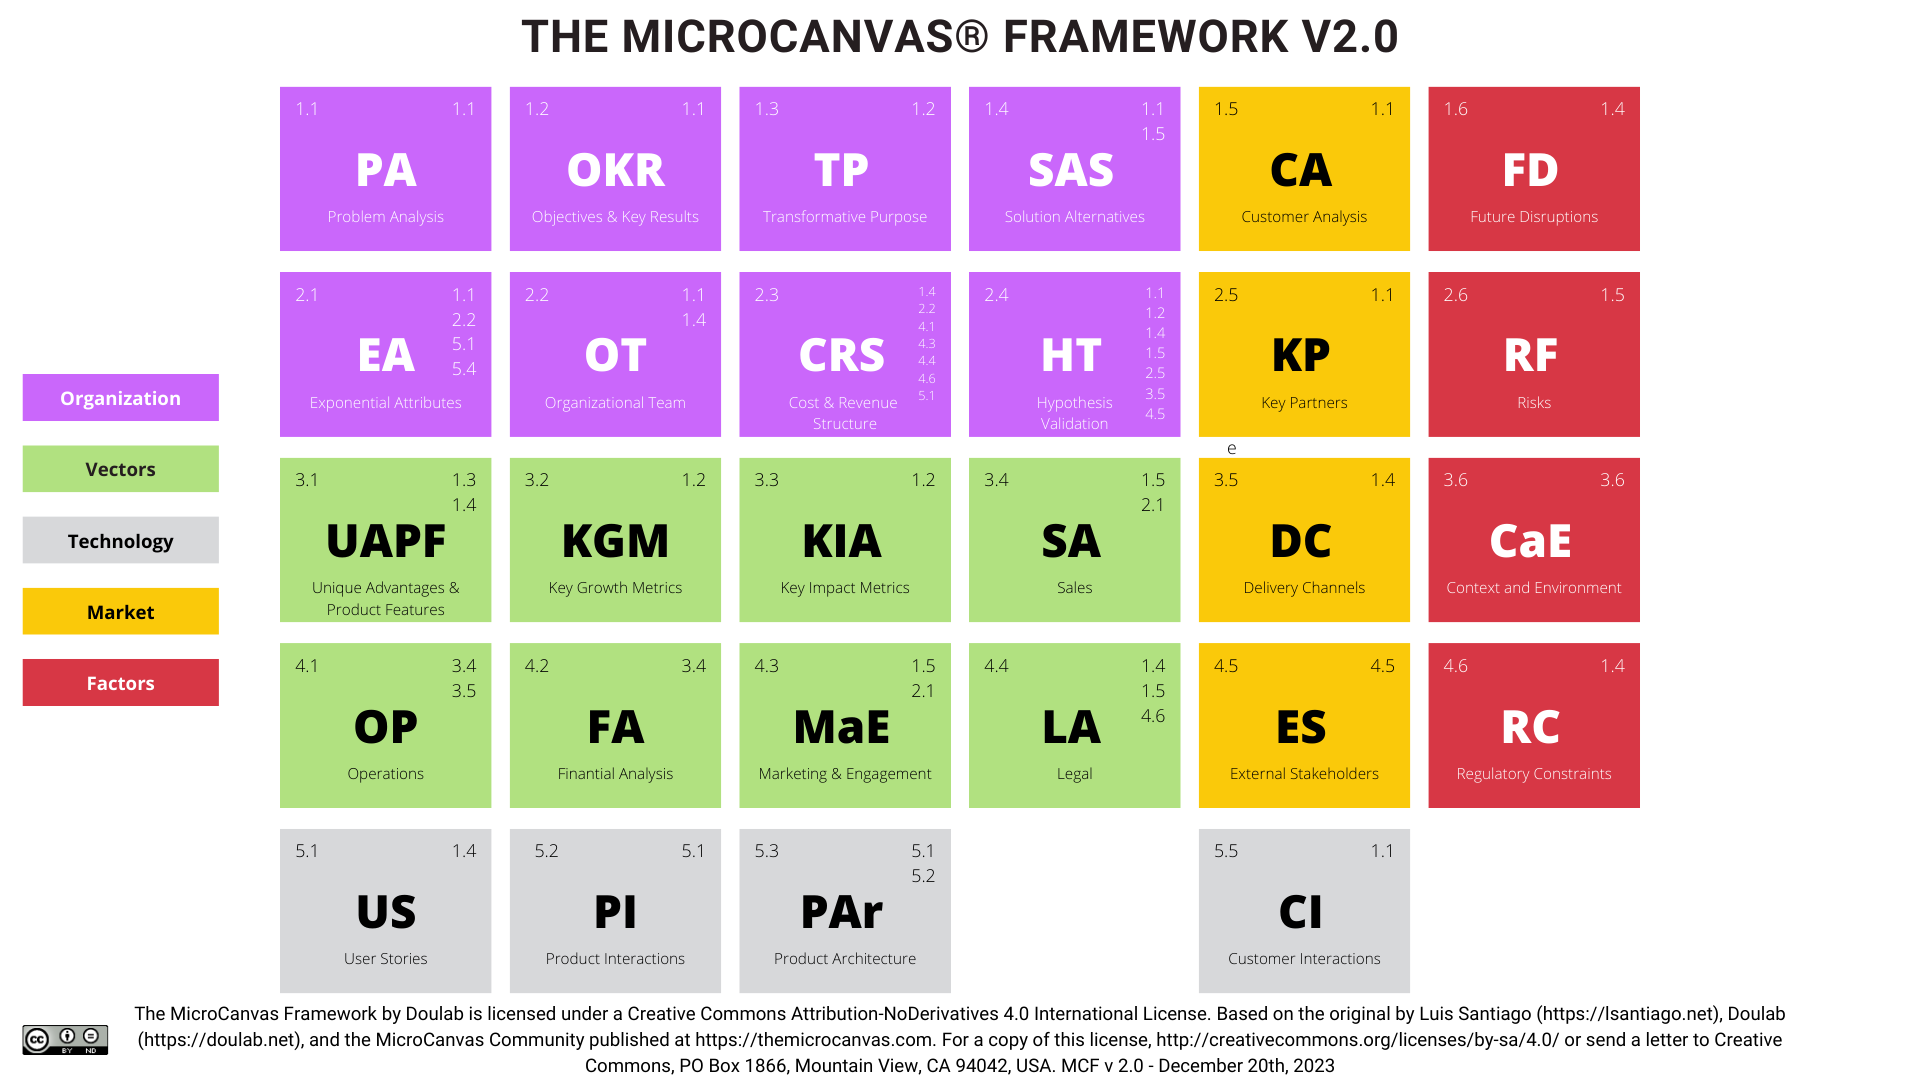 THE MICROCANVAS® FRAMEWORK V2.0
1.1 1.1
PA
Problem Analysis
1.2 1.1
OKR
Objectives & Key Results
1.3 1.2
TP
Transformative Purpose
1.4 1.1
1.5
SAS
Solution Alternatives
1.5 1.1
CA
Customer Analysis
1.6 1.4
FD
Future Disruptions
2.1 1.1
2.2
5.1
5.4
EA
Exponential Attributes
2.2 1.1
1.4
OT
Organizational Team
2.3 1.4
2.2
4.1
4.3
4.4
4.6
5.1
CRS
Cost & Revenue
Structure
2.4 1.1
1.2
1.4
1.5
2.5
3.5
4.5
HT
Hypothesis
Validation
2.5 1.1
KP
Key Partners
2.6 1.5
RF
Risks
Organization
Vectors
Technology
Market
Factors
e
3.1 1.3
1.4
UAPF
Unique Advantages &
Product Features
3.2 1.2
KGM
Key Growth Metrics
3.3 1.2
KIA
Key Impact Metrics
3.4 1.5
2.1
SA
Sales
3.5 1.4
DC
Delivery Channels
3.6 3.6
CaE
Context and Environment
4.1 3.4
3.5
OP
Operations
4.2 3.4
FA
Finantial Analysis
4.3 1.5
2.1
MaE
Marketing & Engagement
4.4 1.4
1.5
4.6
LA
Legal
4.5 4.5
ES
External Stakeholders
4.6 1.4
RC
Regulatory Constraints
5.1 1.4
US
User Stories
5.2 5.1
PI
Product Interactions
5.3 5.1
5.2
PAr
Product Architecture
5.5 1.1
CI
Customer Interactions
The MicroCanvas Framework by Doulab is licensed under a Creative Commons Attribution-NoDerivatives 4.0 International License. Based on the original by Luis Santiago (https://lsantiago.net), Doulab
(https://doulab.net), and the MicroCanvas Community published at https://themicrocanvas.com. For a copy of this license, http://creativecommons.org/licenses/by-sa/4.0/ or send a letter to Creative
Commons, PO Box 1866, Mountain View, CA 94042, USA. MCF v 2.0 - December 20th, 2023
cc BY ND